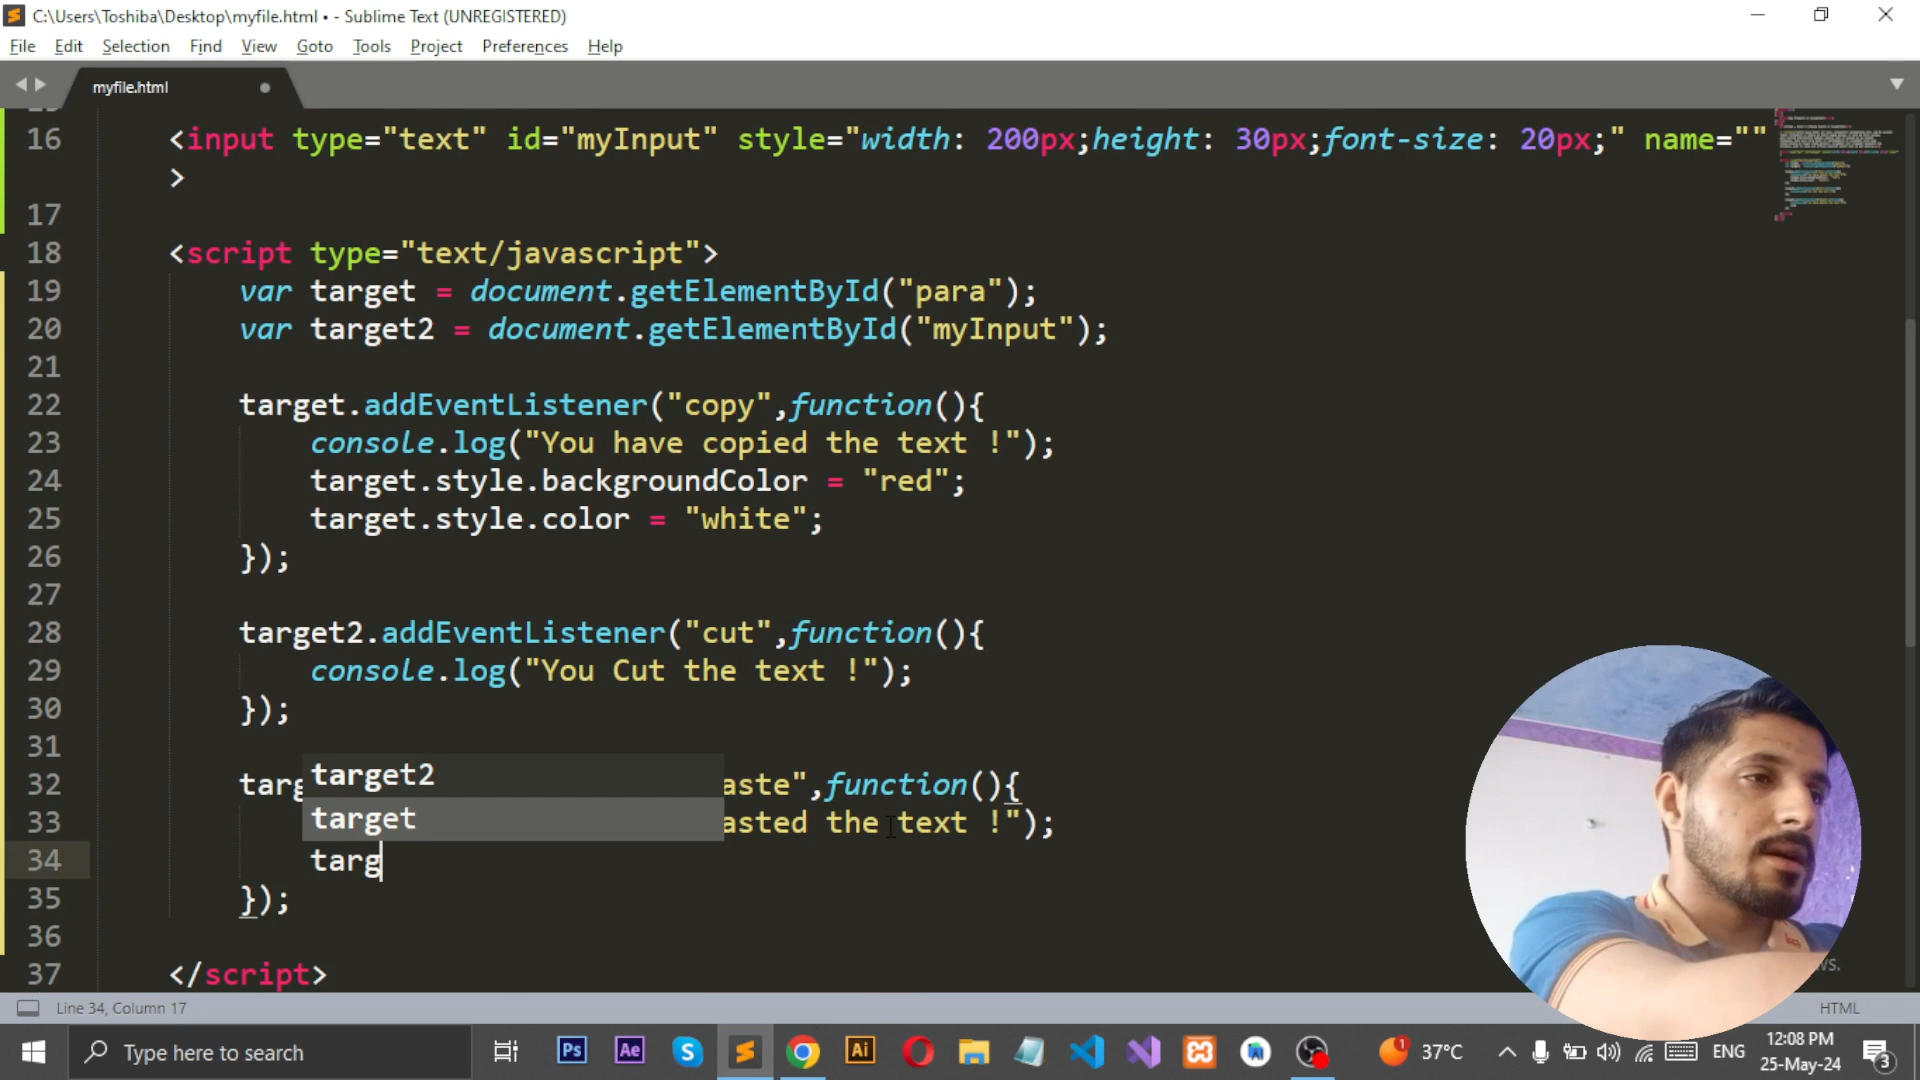 C:\Users\Toshiba\Desktop\myfile.html • - Sublime Text (UNREGISTERED)
File Edit Selection Find View Goto Tools Project Preferences Help
myfile.html
16 <input type="text" id="myInput" style="width: 200px;height: 30px;font-size: 20px;" name=""
>
17
18 <script type="text/javascript">
19 var target = document.getElementById("para");
20 var target2 = document.getElementById("myInput");
21
22 target.addEventListener("copy",function(){
23 console.log("You have copied the text !");
24 target.style.backgroundColor = "red";
25 target.style.color = "white";
26 });
27
28 target2.addEventListener("cut",function(){
29 console.log("You Cut the text !");
30 });
31
target2
32 targ aste",function(){
target
33 asted the text !");
34 targ
35 });
36
37 </script>
Line 34, Column 17
HTML
Type here to search
Ps Ae Ai
1 37°C
ENG
12:08 PM
25-May-24
3